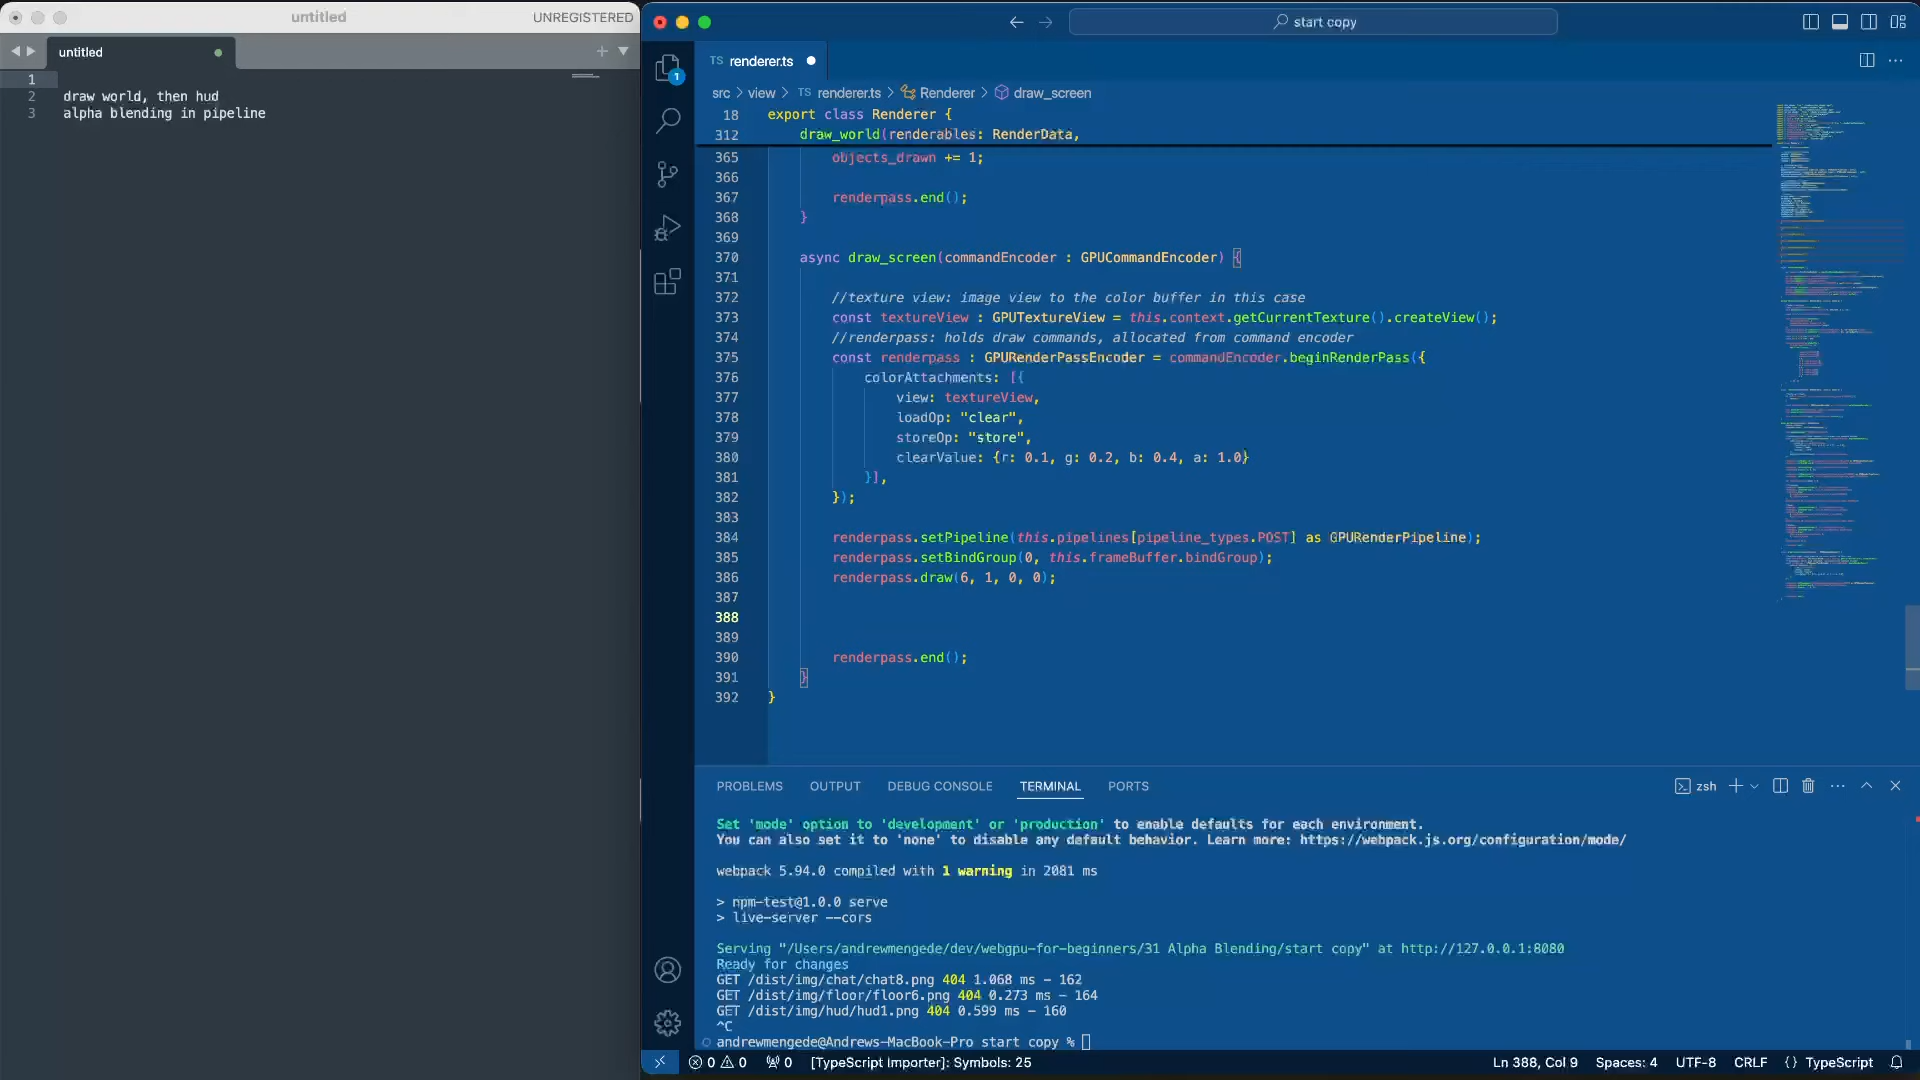 untitled
UNREGISTERED
untitled
1
2 draw world, then hud
3 alpha blending in pipeline
start copy
TS renderer.ts
src > view > TS renderer.ts > Renderer > draw_screen
18 export class Renderer {
312 draw_world(renderables: RenderData,
365 objects_drawn += 1;
366
367 renderpass.end();
368 }
369
370 async draw_screen(commandEncoder : GPUCommandEncoder) {
371
372 //texture view: image view to the color buffer in this case
373 const textureView : GPUTextureView = this.context.getCurrentTexture().createView();
374 //renderpass: holds draw commands, allocated from command encoder
375 const renderpass : GPURenderPassEncoder = commandEncoder.beginRenderPass({
376 colorAttachments: [{
377 view: textureView,
378 loadOp: "clear",
379 storeOp: "store",
380 clearValue: {r: 0.1, g: 0.2, b: 0.4, a: 1.0}
381 }],
382 });
383
384 renderpass.setPipeline(this.pipelines[pipeline_types.POST] as GPURenderPipeline);
385 renderpass.setBindGroup(0, this.frameBuffer.bindGroup);
386 renderpass.draw(6, 1, 0, 0);
387
388
389
390 renderpass.end();
391 }
392 }
1
PROBLEMS OUTPUT DEBUG CONSOLE TERMINAL PORTS
zsh
Set 'mode' option to 'development' or 'production' to enable defaults for each environment.
You can also set it to 'none' to disable any default behavior. Learn more: https://webpack.js.org/configuration/mode/
webpack 5.94.0 compiled with 1 warning in 2081 ms
> npm-test@1.0.0 serve
> live-server --cors
Serving "/Users/andrewmengede/dev/webgpu-for-beginners/31 Alpha Blending/start copy" at http://127.0.0.1:8080
Ready for changes
GET /dist/img/chat/chat8.png 404 1.068 ms - 162
GET /dist/img/floor/floor6.png 404 0.273 ms - 164
GET /dist/img/hud/hud1.png 404 0.599 ms - 160
^C
andrewmengede@Andrews-MacBook-Pro start copy %
0 0 0 [TypeScript Importer]: Symbols: 25
Ln 388, Col 9 Spaces: 4 UTF-8 CRLF {} TypeScript